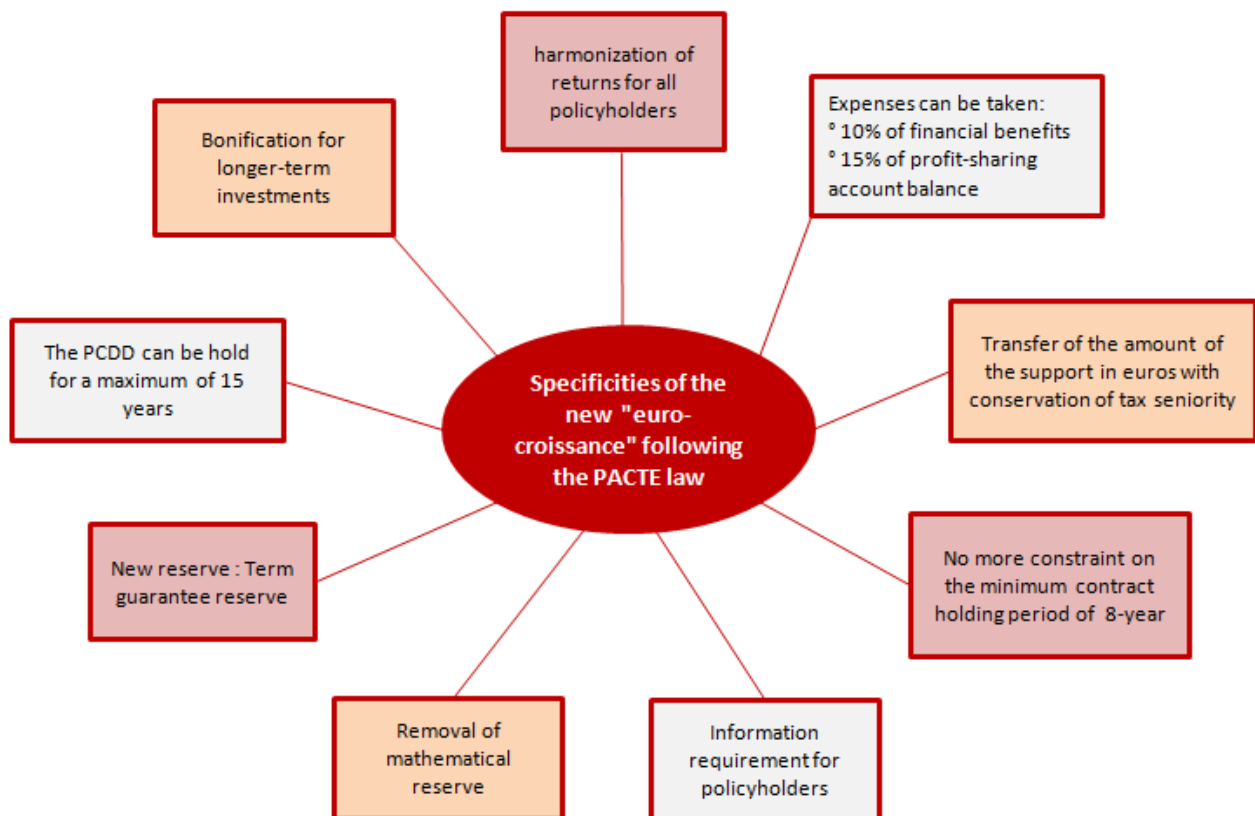 harmonization of
returns for all
policyholders
Expenses can be taken:
° 10% of financial benefits
° 15% of profit-sharing
account balance
Bonification for
longer-term
investments
Transfer of the amount of
the support in euros with
conservation of tax seniority
The PCDD can be hold
for a maximum of 15
years
Specificities of the
new "euro-
croissance" following
the PACTE law
New reserve : Term
guarantee reserve
No more constraint on
the minimum contract
holding period of 8-year
Removal of
mathematical
reserve
Information
requirement for
policyholders